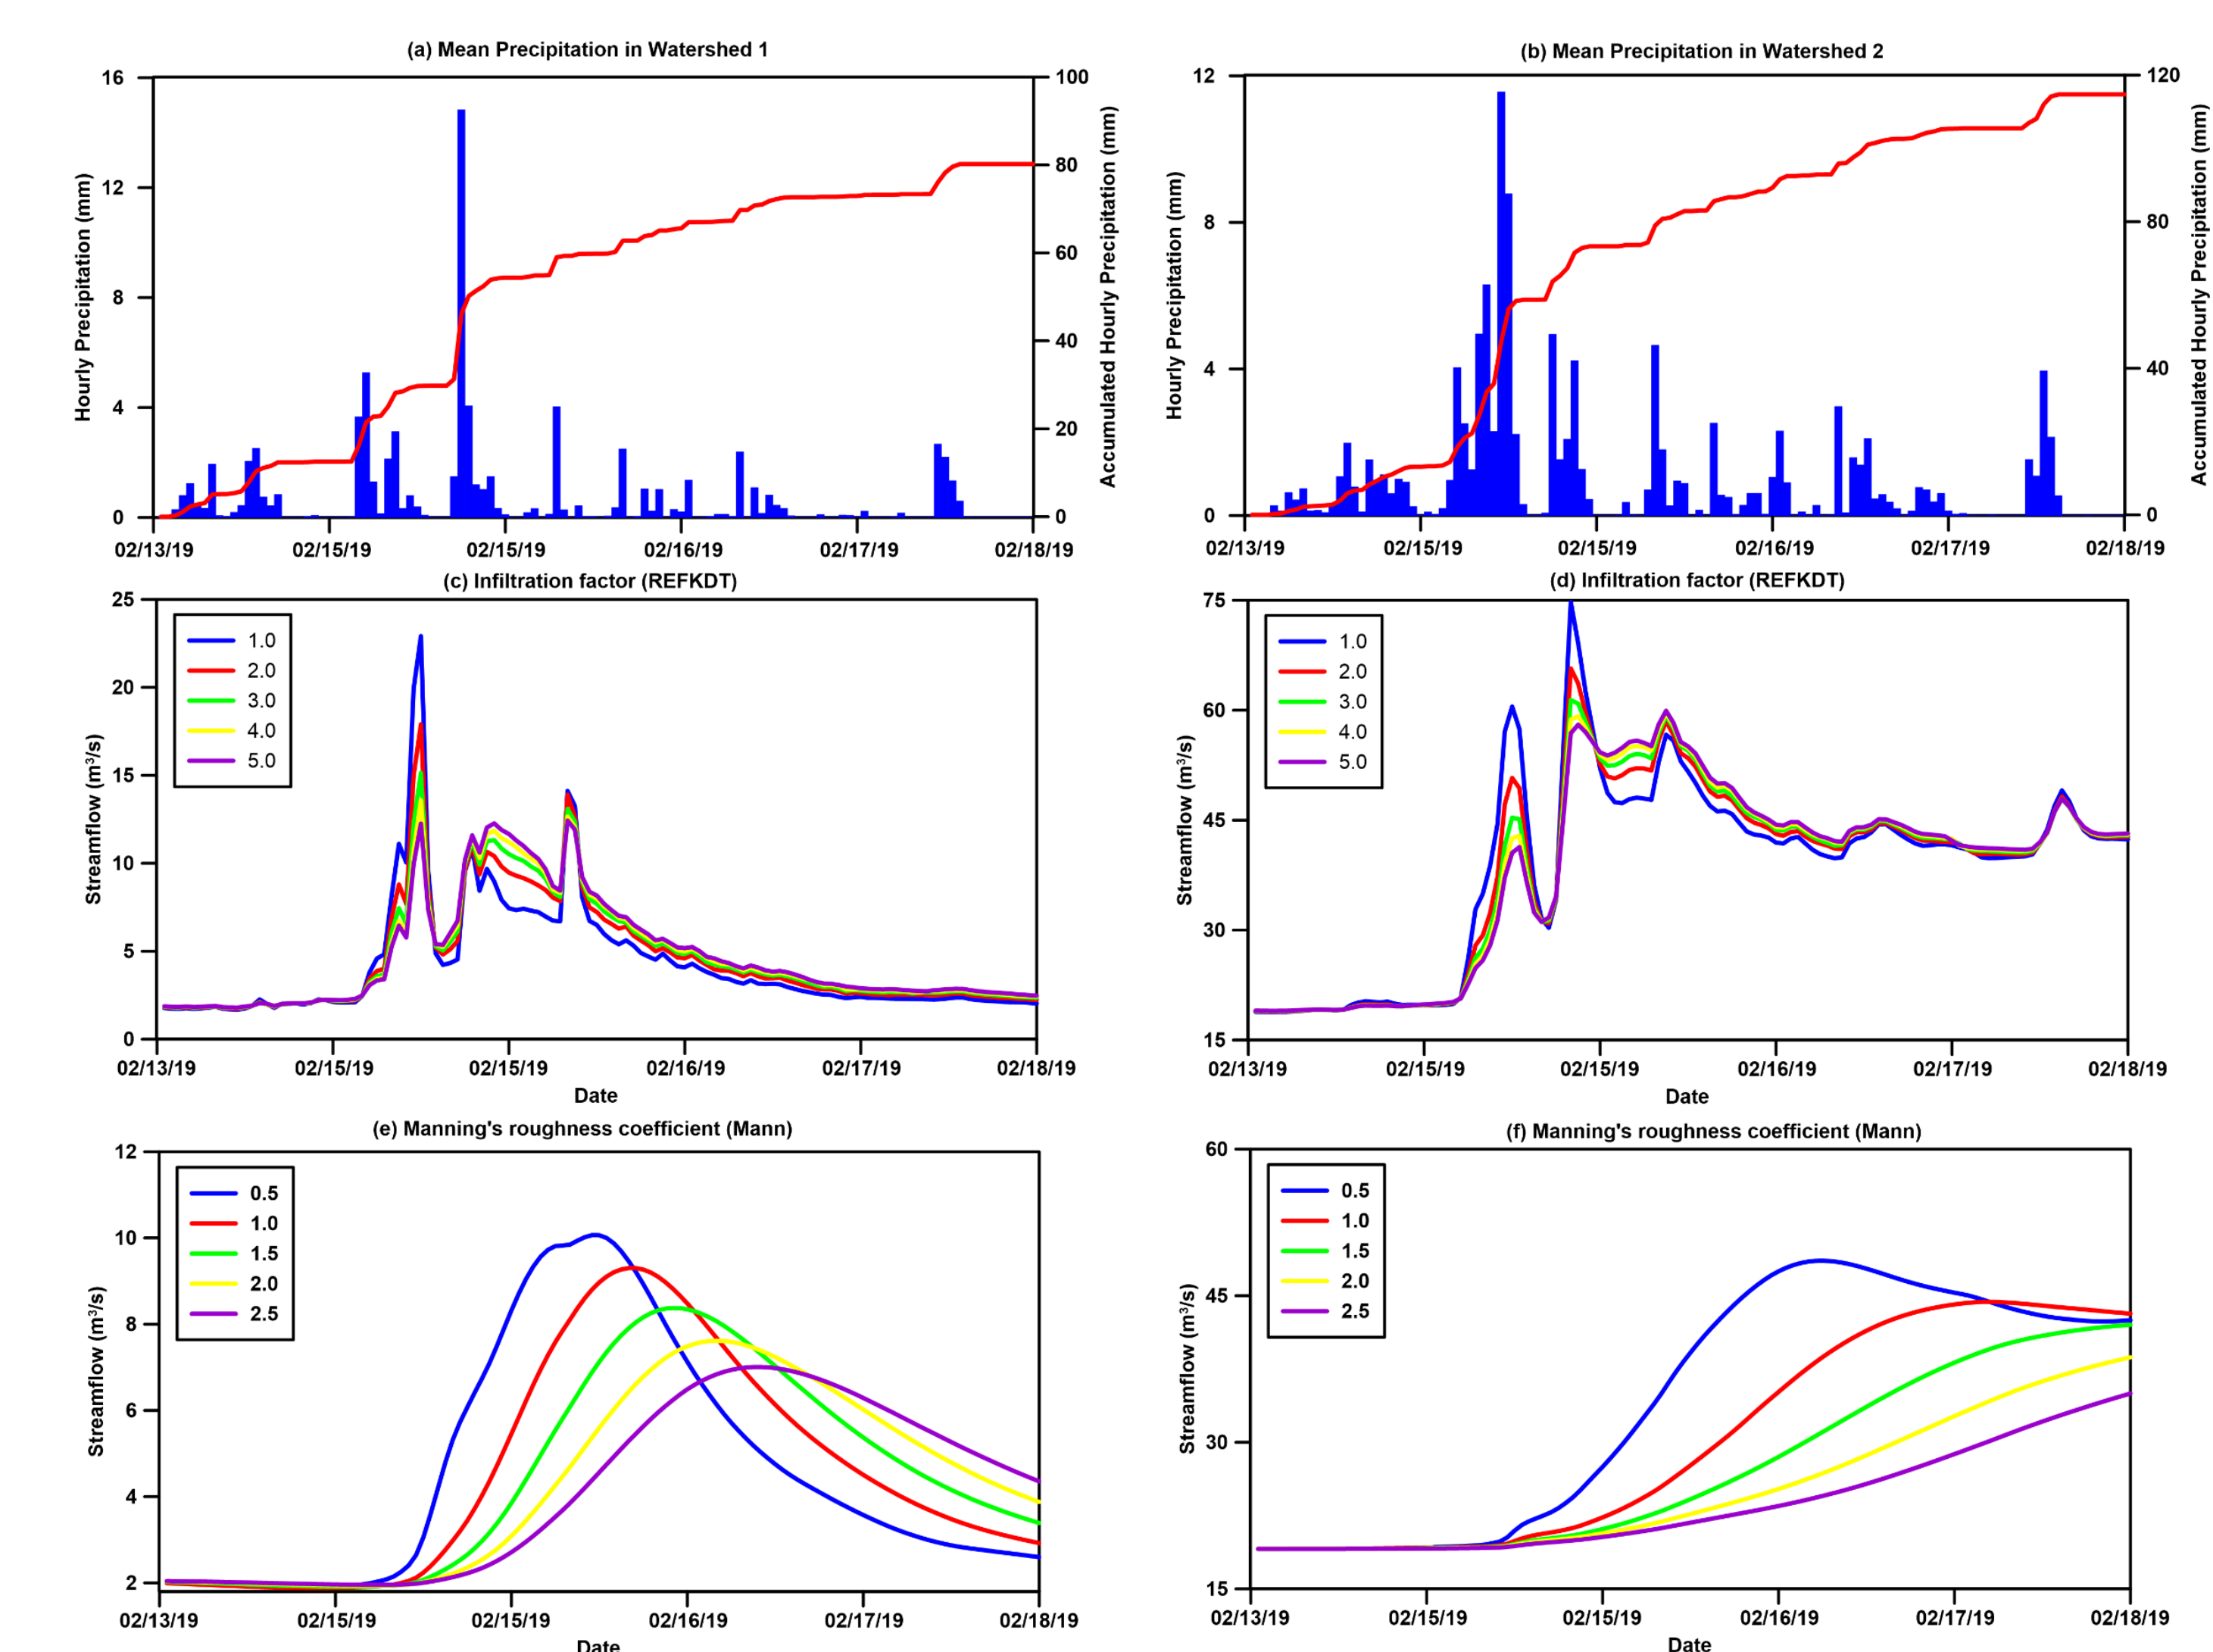 (a) Mean Precipitation in Watershed 1
Hourly Precipitation (mm)
Accumulated Hourly Precipitation (mm)
16
12
8
4
0
100
80
60
40
20
0
02/13/19 02/15/19 02/15/19 02/16/19 02/17/19 02/18/19
(b) Mean Precipitation in Watershed 2
Hourly Precipitation (mm)
Accumulated Hourly Precipitation (mm)
12
8
4
0
120
80
40
0
02/13/19 02/15/19 02/15/19 02/16/19 02/17/19 02/18/19
(c) Infiltration factor (REFKDT)
Streamflow (m³/s)
25
20
15
10
5
0
1.0
2.0
3.0
4.0
5.0
02/13/19 02/15/19 02/15/19 02/16/19 02/17/19 02/18/19
Date
(d) Infiltration factor (REFKDT)
Streamflow (m³/s)
75
60
45
30
15
1.0
2.0
3.0
4.0
5.0
02/13/19 02/15/19 02/15/19 02/16/19 02/17/19 02/18/19
Date
(e) Manning's roughness coefficient (Mann)
Streamflow (m³/s)
12
10
8
6
4
2
0.5
1.0
1.5
2.0
2.5
02/13/19 02/15/19 02/15/19 02/16/19 02/17/19 02/18/19
Date
(f) Manning's roughness coefficient (Mann)
Streamflow (m³/s)
60
45
30
15
0.5
1.0
1.5
2.0
2.5
02/13/19 02/15/19 02/15/19 02/16/19 02/17/19 02/18/19
Date